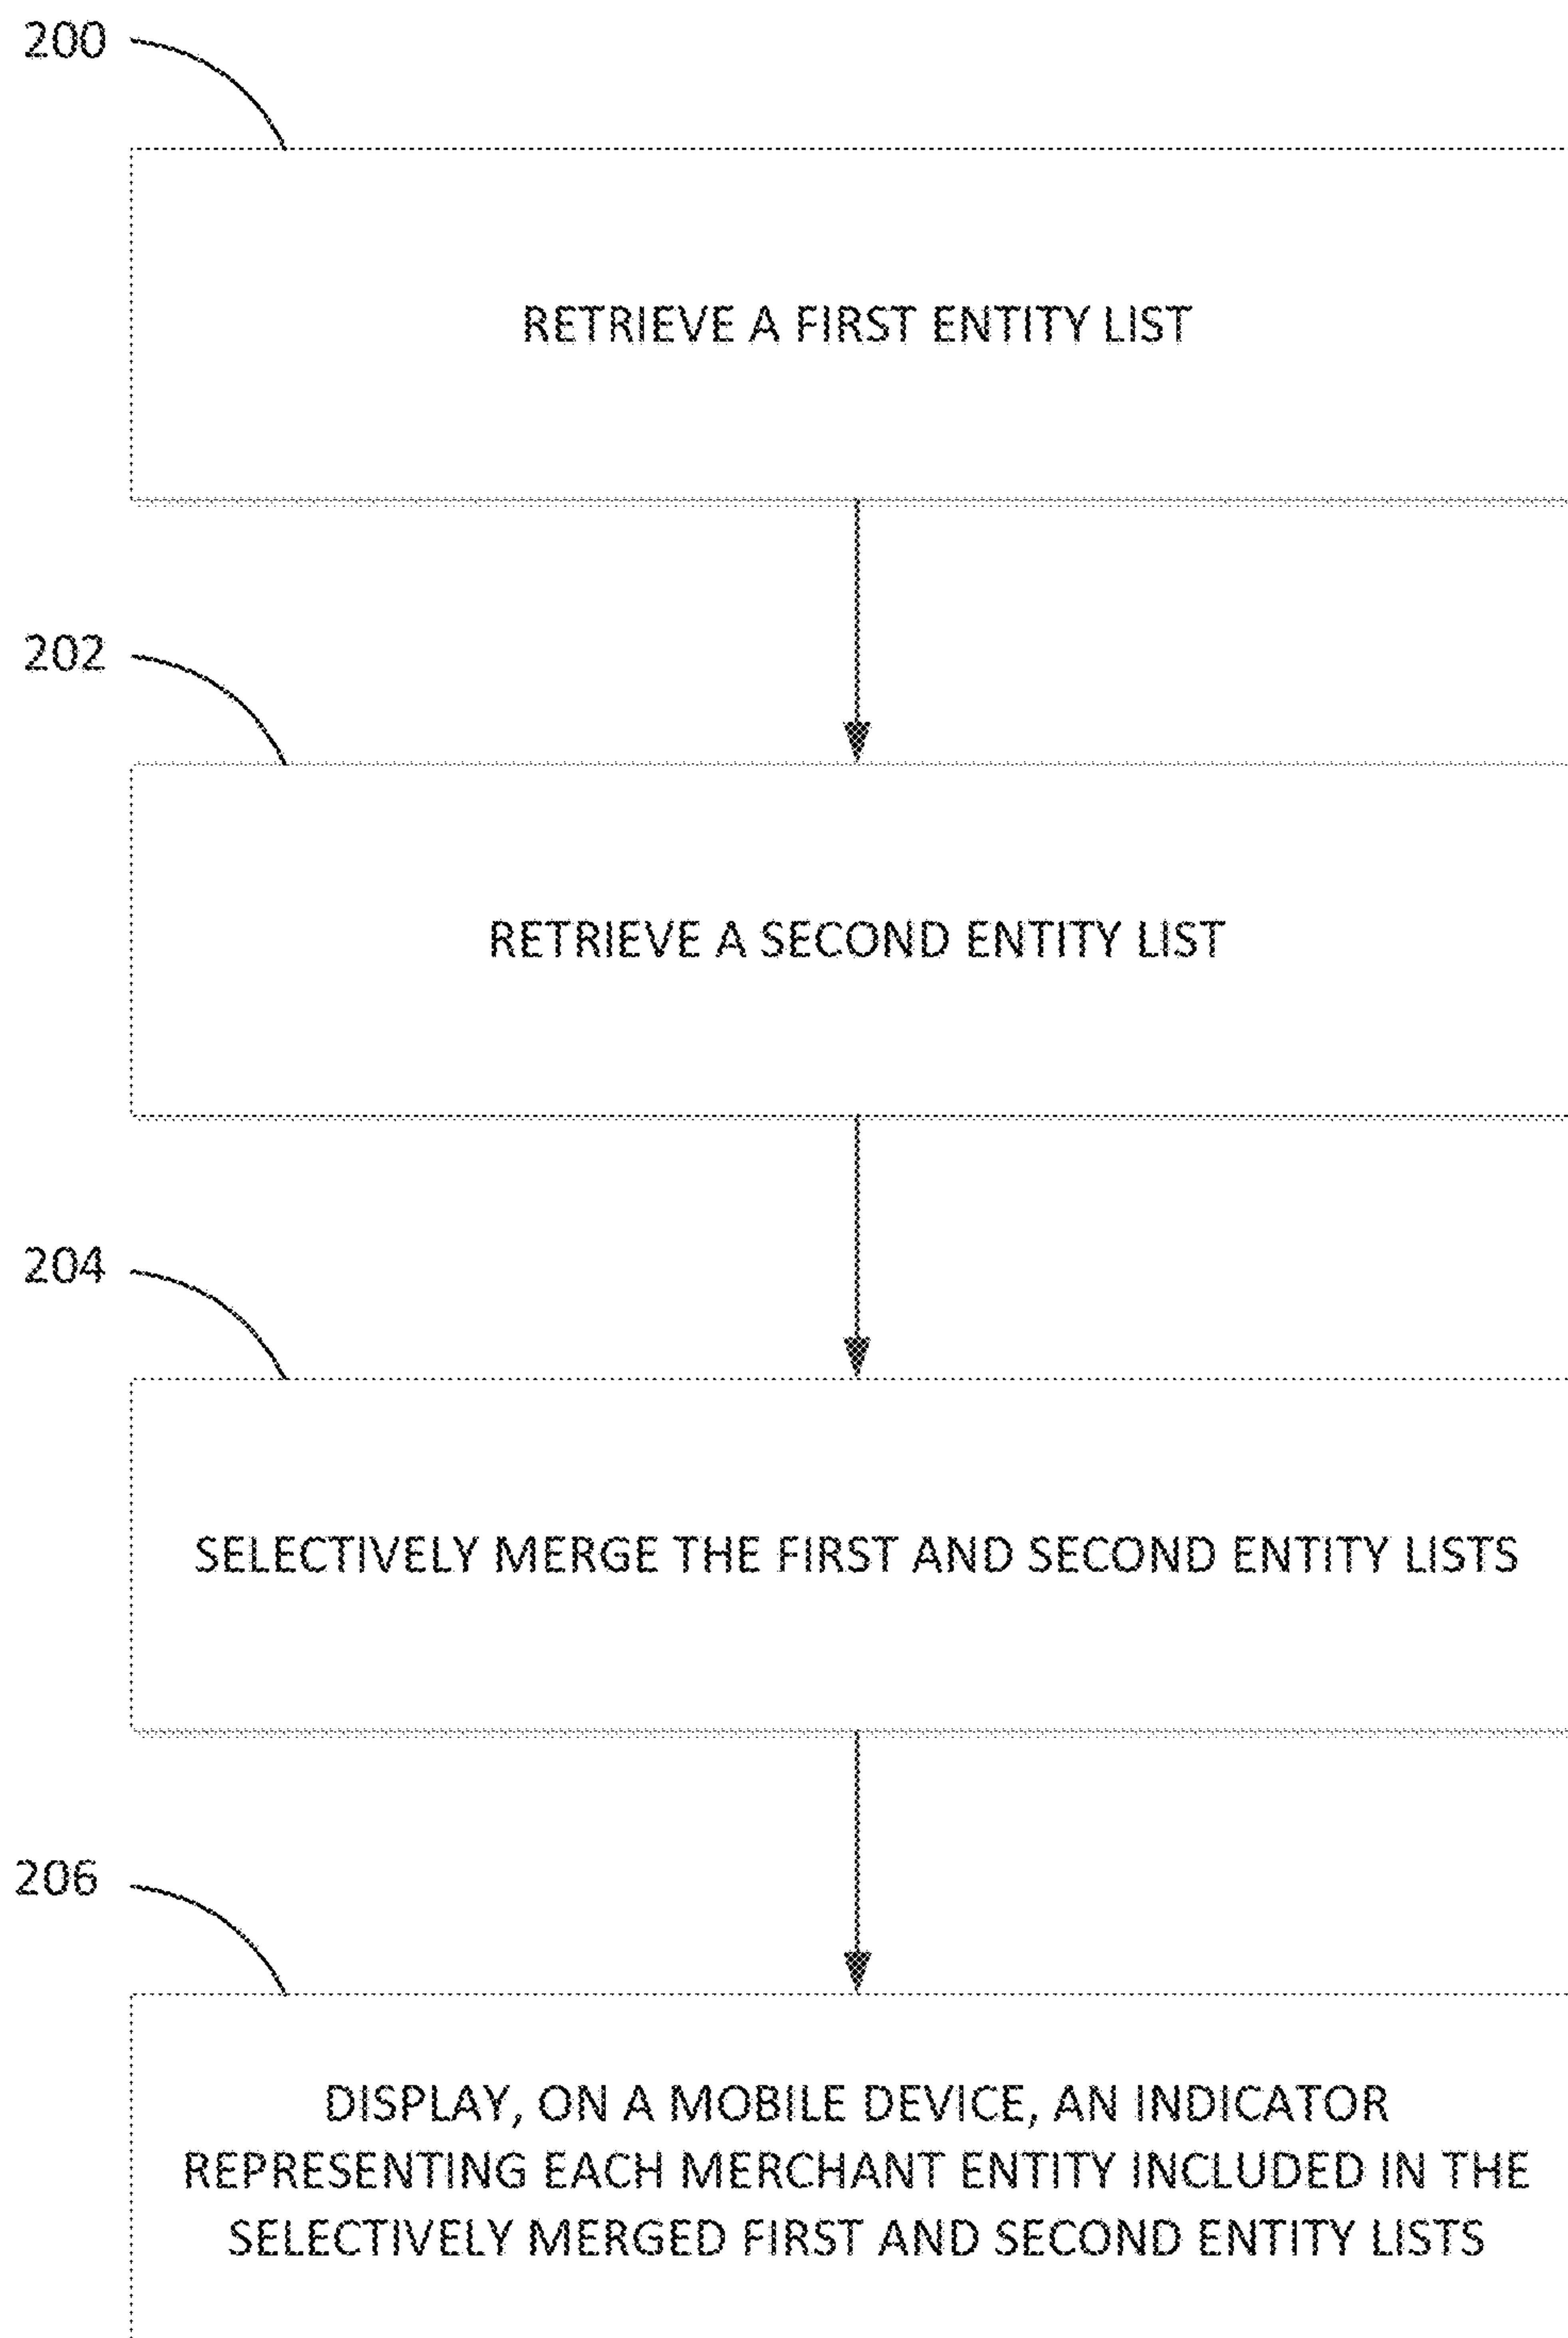 200
RETRIEVE A FIRST ENTITY LIST
202
RETRIEVE A SECOND ENTITY LIST
204
SELECTIVELY MERGE THE FIRST AND SECOND ENTITY LISTS
206
DISPLAY, ON A MOBILE DEVICE, AN INDICATOR
REPRESENTING EACH MERCHANT ENTITY INCLUDED IN THE
SELECTIVELY MERGED FIRST AND SECOND ENTITY LISTS